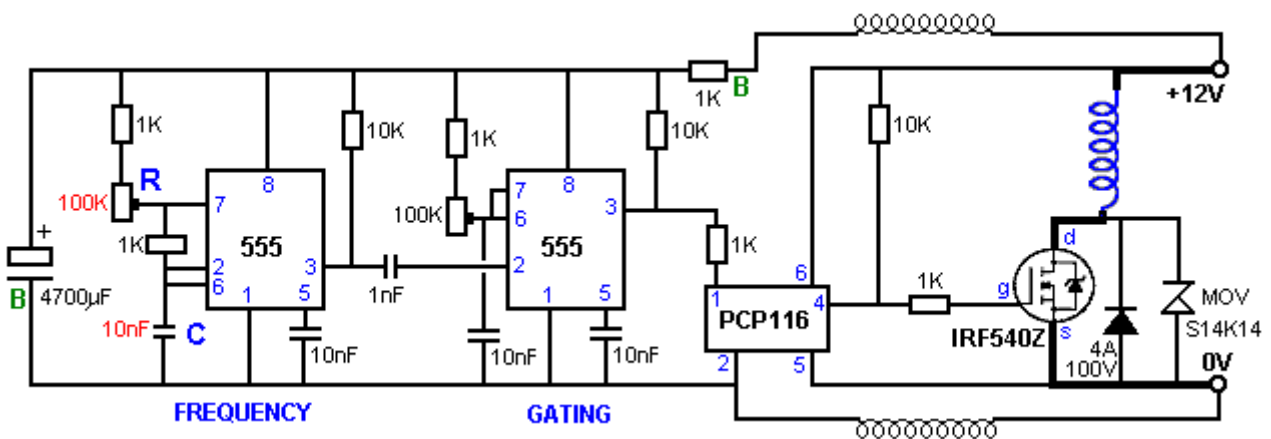 1K
B
+12V
1K
10K
1K
10K
10K
R
100K
7
8
555
1K
2
6
3
1
5
+
B
4700µF
10nF
C
10nF
1nF
100K
7
6
8
3
555
2
1
5
10nF
10nF
1K
1
6
PCP116
4
2
5
1K
g
d
s
IRF540Z
4A
100V
MOV
S14K14
0V
FREQUENCY
GATING